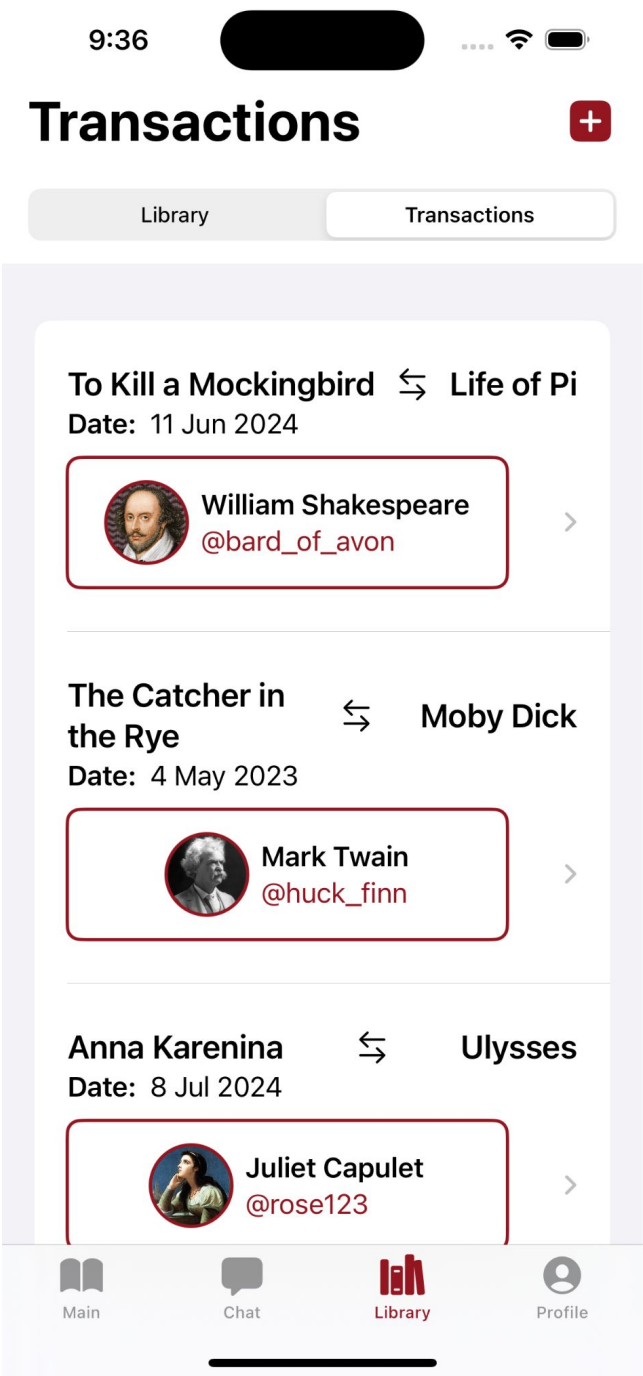 9:36
Transactions
Library
Transactions
To Kill a Mockingbird ⇆ Life of Pi
Date: 11 Jun 2024
William Shakespeare
@bard_of_avon
The Catcher in
the Rye ⇆ Moby Dick
Date: 4 May 2023
Mark Twain
@huck_finn
Anna Karenina ⇆ Ulysses
Date: 8 Jul 2024
Juliet Capulet
@rose123
Main
Chat
Library
Profile